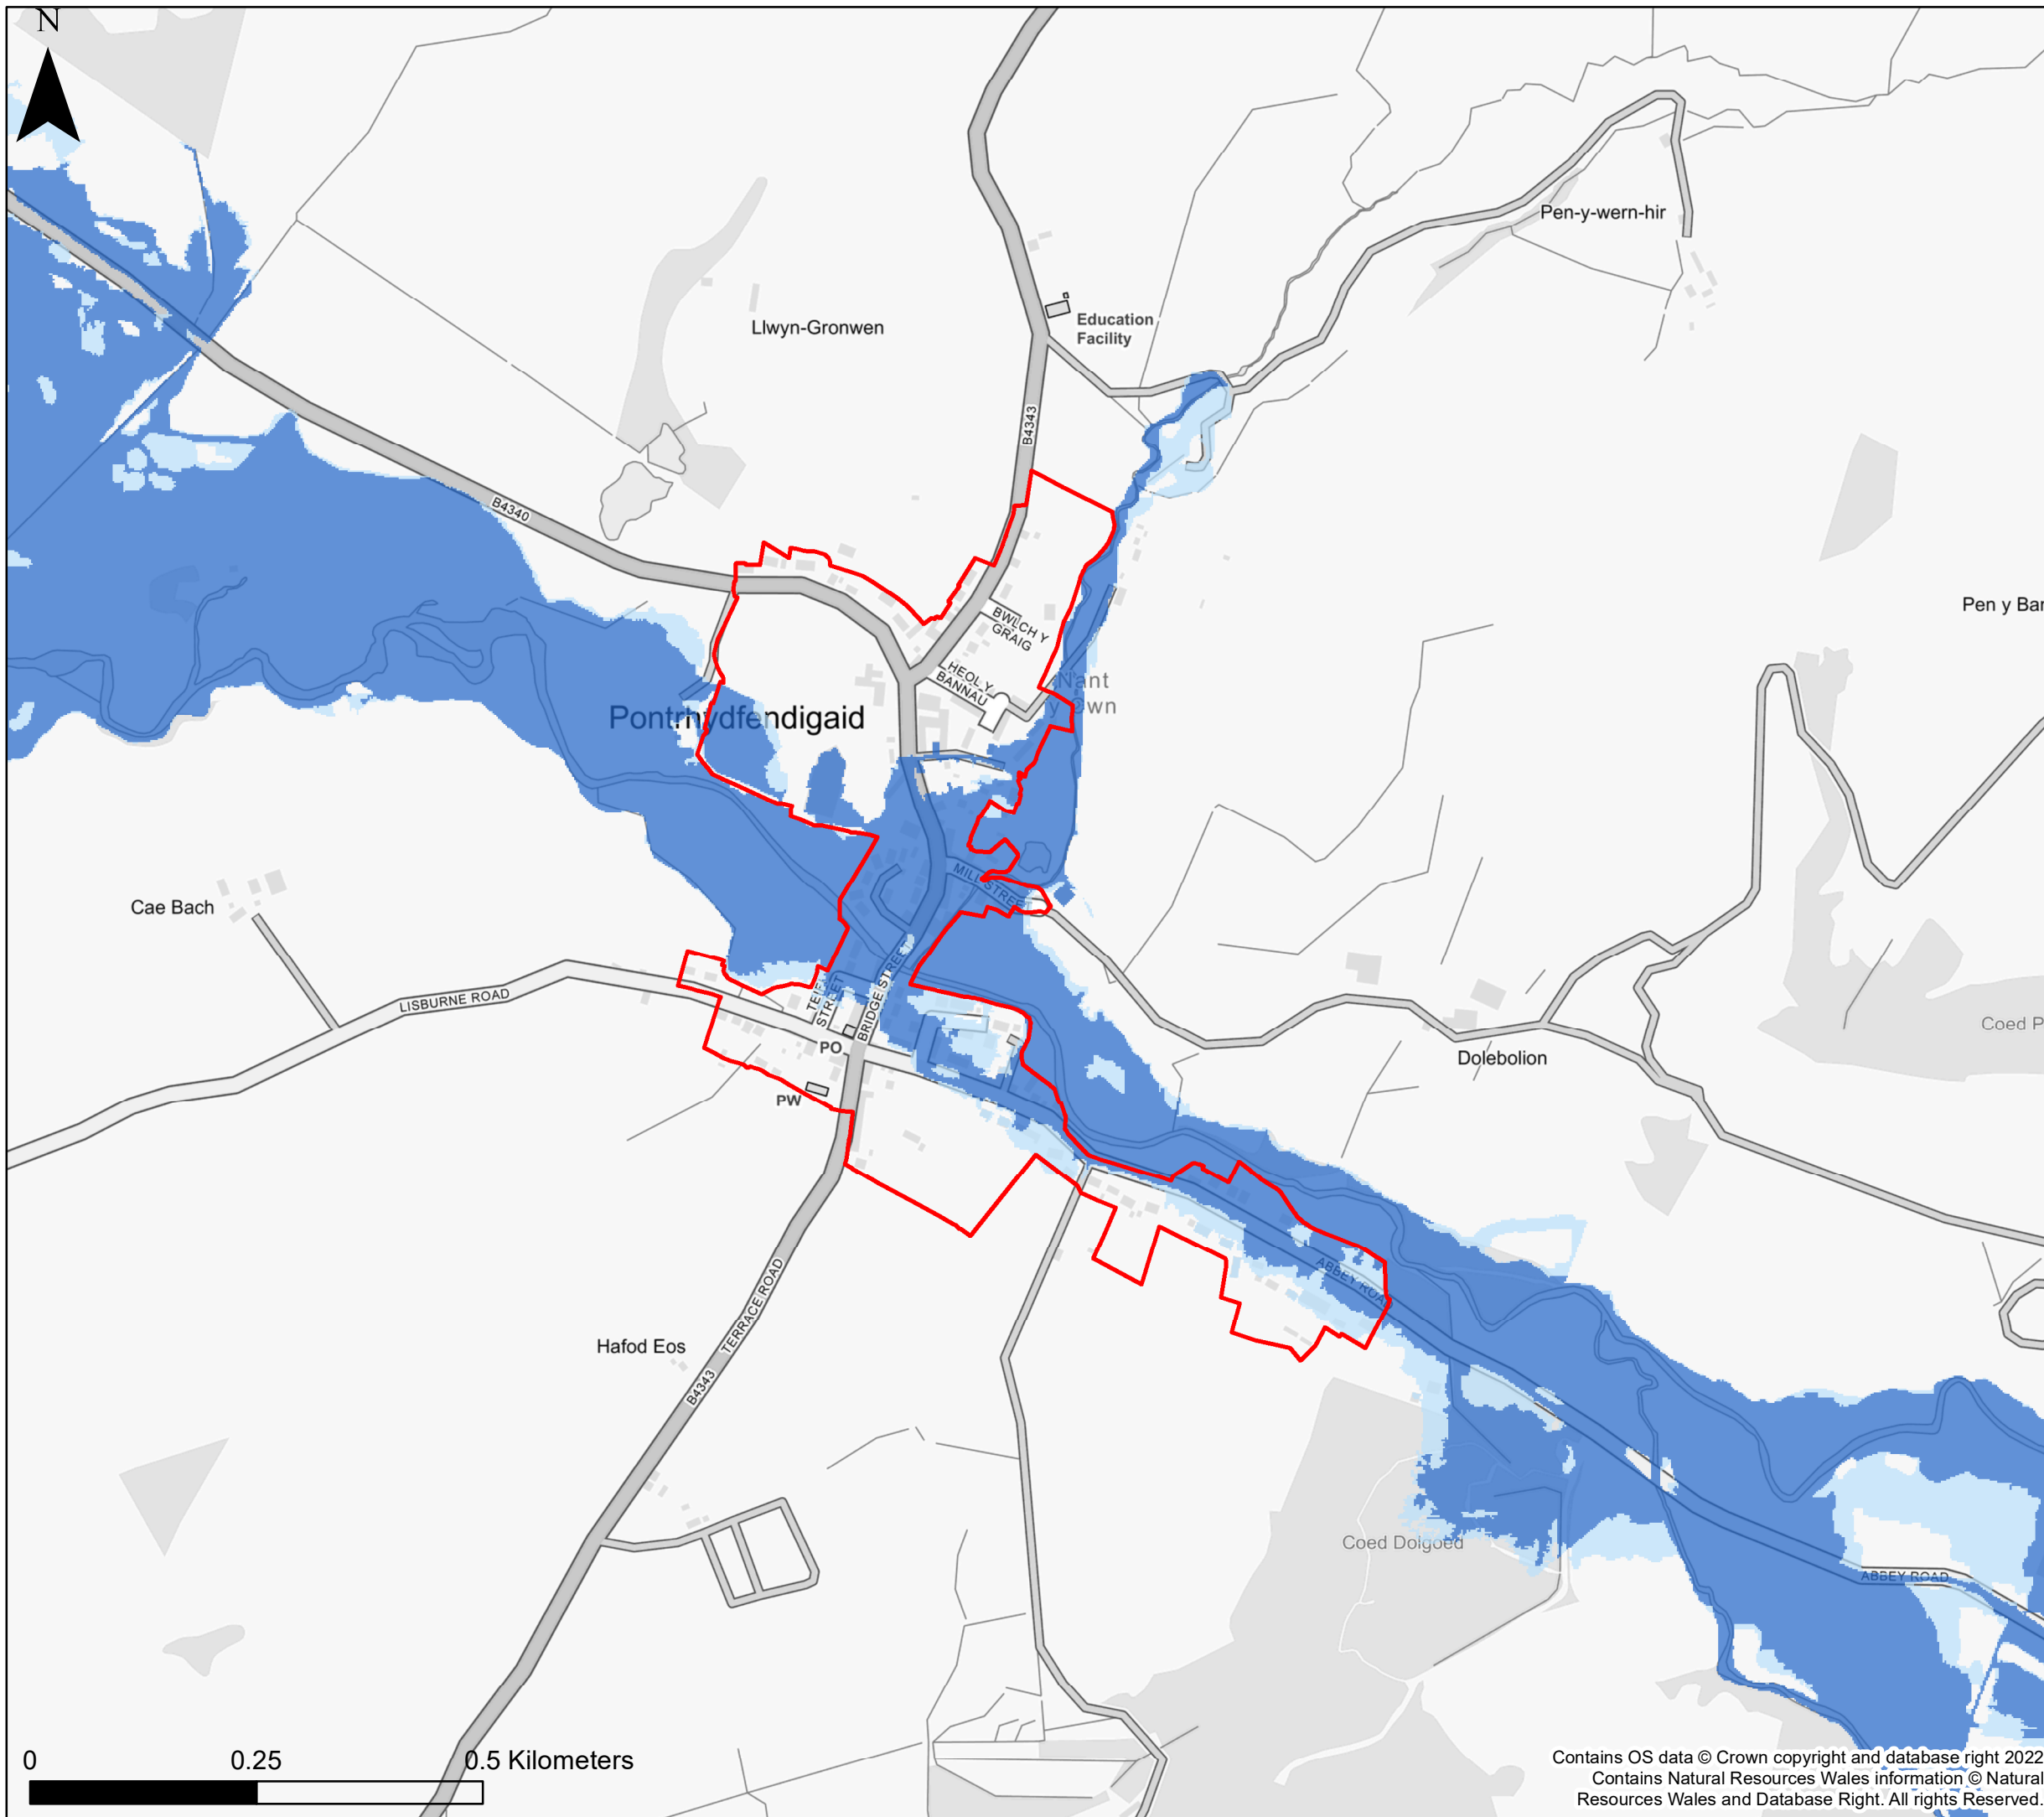 N
Pen-y-wern-hir
Llwyn-Gronwen
Education
Facility
B4343
B4340
BWLCH Y
GRAIG
Pen y Bar
HEOL Y
BANNAU
Nant
y Own
Pontrhydfendigaid
MILL STREET
Cae Bach
LISBURNE ROAD
TEIFI
STREET
BRIDGE STREET
PO
PW
Coed P
Dolebolion
ABBEY ROAD
TERRACE ROAD
Hafod Eos
B4343
Coed Dolgoed
ABBEY ROAD
0 0.25 0.5 Kilometers
Contains OS data © Crown copyright and database right 2022
Contains Natural Resources Wales information © Natural
Resources Wales and Database Right. All rights Reserved.